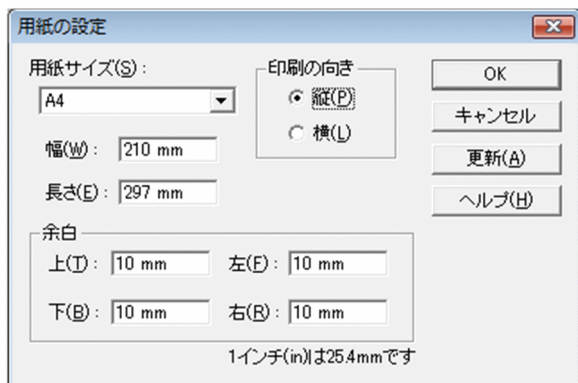 用紙の設定
用紙サイズ(S):
A4
幅(W): 210 mm
長さ(E): 297 mm
印刷の向き
縦(P)
横(L)
OK
キャンセル
更新(A)
ヘルプ(H)
余白
上(T): 10 mm 左(F): 10 mm
下(B): 10 mm 右(R): 10 mm
1インチ(in)は25.4mmです